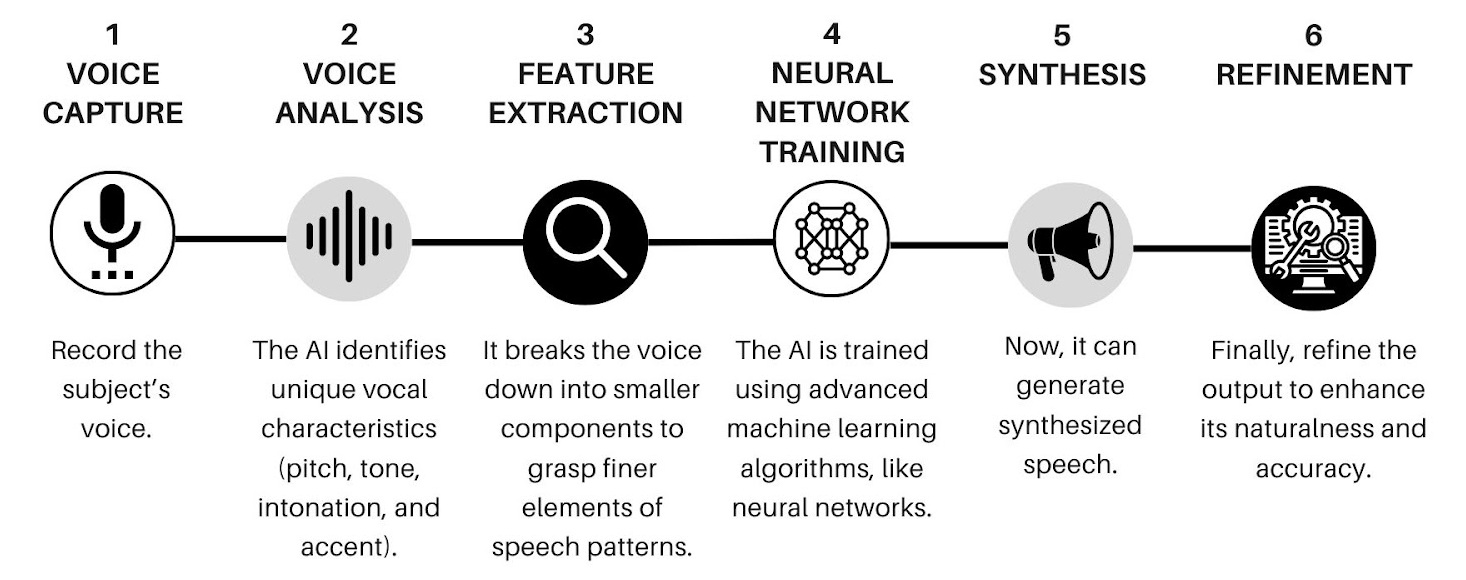 1
VOICE
CAPTURE
Record the
subject's
voice.
2
VOICE
ANALYSIS
The AI identifies
unique vocal
characteristics
(pitch, tone,
intonation, and
accent).
3
FEATURE
EXTRACTION
It breaks the voice
down into smaller
components to
grasp finer
elements of
speech patterns.
4
NEURAL
NETWORK
TRAINING
The AI is trained
using advanced
machine learning
algorithms, like
neural networks.
5
SYNTHESIS
Now, it can
generate
synthesized
speech.
6
REFINEMENT
Finally, refine the
output to enhance
its naturalness and
accuracy.